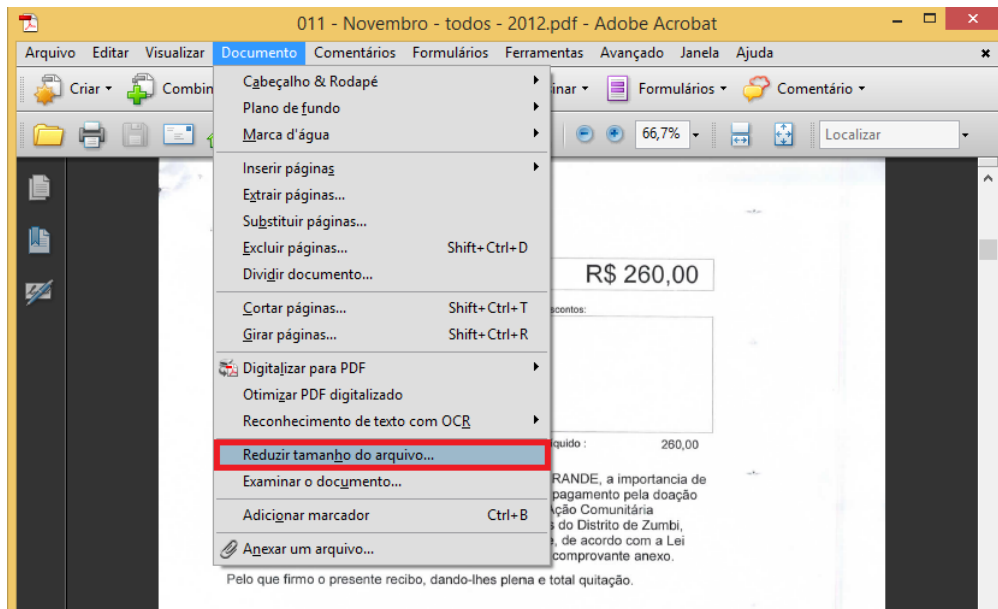 011 - Novembro - todos - 2012.pdf - Adobe Acrobat
Arquivo Editar Visualizar Documento Comentários Formulários Ferramentas Avançado Janela Ajuda
Criar Combin inar Formulários Comentário
66,7% Localizar
Cabeçalho & Rodapé
Plano de fundo
Marca d'água
Inserir páginas
Extrair páginas...
Substituir páginas...
Excluir páginas... Shift+Ctrl+D
Dividir documento...
R$ 260,00
Cortar páginas... Shift+Ctrl+T
scontos:
Girar páginas... Shift+Ctrl+R
Digitalizar para PDF
Otimizar PDF digitalizado
Reconhecimento de texto com OCR
iquido : 260,00
Reduzir tamanho do arquivo...
Examinar o documento...
Adicionar marcador Ctrl+B
Anexar um arquivo...
RANDE, a importancia de
pagamento pela doação
Ação Comunitária
s do Distrito de Zumbi,
, de acordo com a Lei
comprovante anexo.
Pelo que firmo o presente recibo, dando-lhes plena e total quitação.